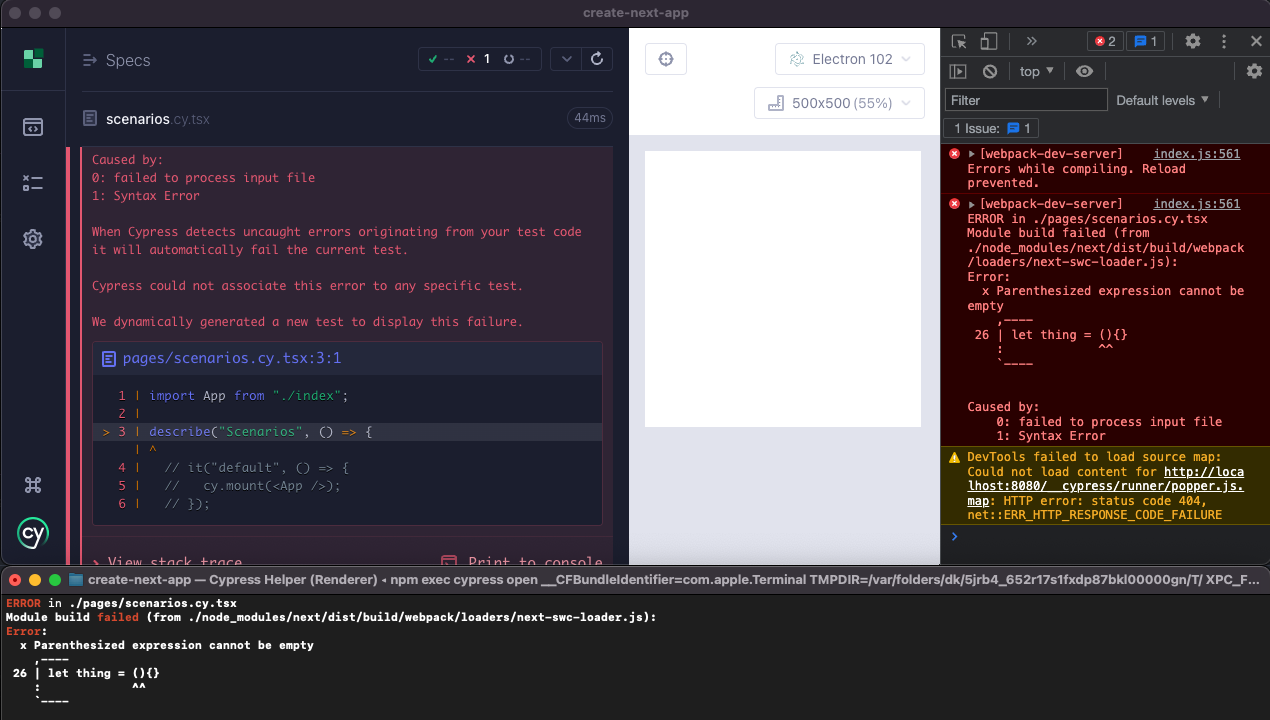 create-next-app
Specs
-- 1 --
scenarios.cy.tsx
44ms
Caused by:
0: failed to process input file
1: Syntax Error
When Cypress detects uncaught errors originating from your test code
it will automatically fail the current test.
Cypress could not associate this error to any specific test.
We dynamically generated a new test to display this failure.
pages/scenarios.cy.tsx:3:1
1 | import App from "./index";
2 |
> 3 | describe("Scenarios", () => {
| ^
4 | // it("default", () => {
5 | // cy.mount(<App />);
6 | // });
> View stack trace
Print to console
cy
Electron 102
500x500 (55%)
2
1
top ▼
Filter
Default levels ▼
1 Issue: 1
[webpack-dev-server] index.js:561
Errors while compiling. Reload
prevented.
[webpack-dev-server] index.js:561
ERROR in ./pages/scenarios.cy.tsx
Module build failed (from
./node_modules/next/dist/build/webpack
/loaders/next-swc-loader.js):
Error:
x Parenthesized expression cannot be
empty
,----
26 | let thing = (){}
: ^^
`----
Caused by:
0: failed to process input file
1: Syntax Error
DevTools failed to load source map:
Could not load content for http://loca
lhost:8080/__cypress/runner/popper.js.
map: HTTP error: status code 404,
net::ERR_HTTP_RESPONSE_CODE_FAILURE
>
create-next-app — Cypress Helper (Renderer) ◂ npm exec cypress open __CFBundleIdentifier=com.apple.Terminal TMPDIR=/var/folders/dk/5jrb4_652r17s1fxdp87bkl00000gn/T/ XPC_F...
ERROR in ./pages/scenarios.cy.tsx
Module build failed (from ./node_modules/next/dist/build/webpack/loaders/next-swc-loader.js):
Error:
x Parenthesized expression cannot be empty
,----
26 | let thing = (){}
: ^^
`----